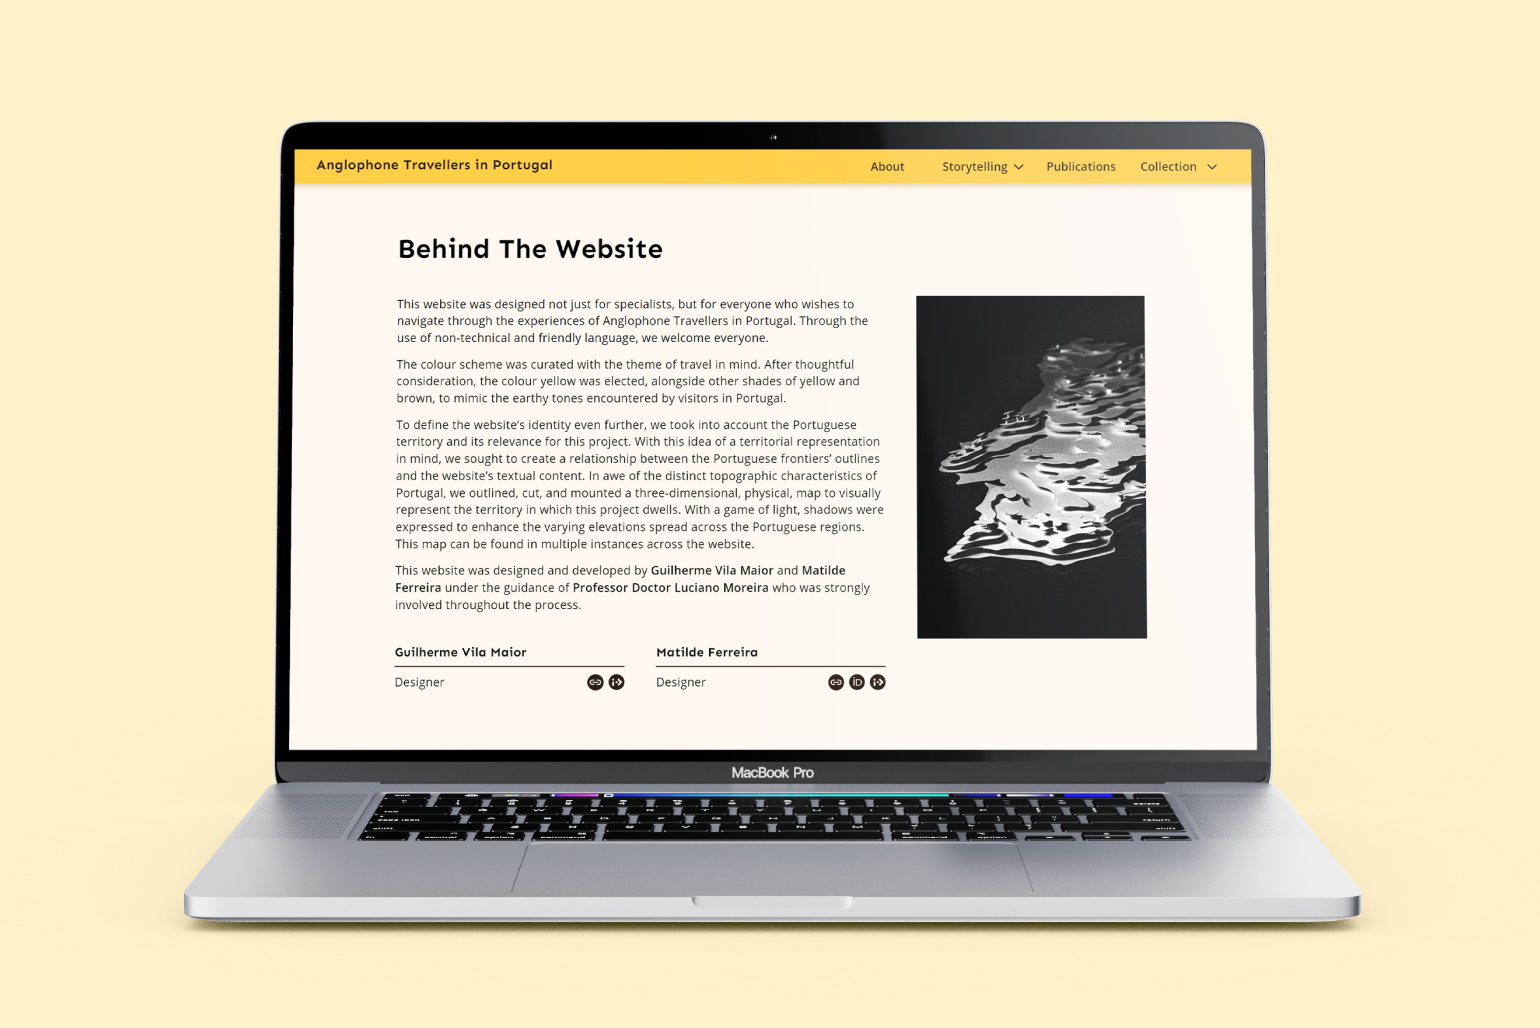 Anglophone Travellers in Portugal
About Storytelling Publications Collection
Behind The Website
This website was designed not just for specialists, but for everyone who wishes to
navigate through the experiences of Anglophone Travellers in Portugal. Through the
use of non-technical and friendly language, we welcome everyone.
The colour scheme was curated with the theme of travel in mind. After thoughtful
consideration, the colour yellow was elected, alongside other shades of yellow and
brown, to mimic the earthy tones encountered by visitors in Portugal.
To define the website's identity even further, we took into account the Portuguese
territory and its relevance for this project. With this idea of a territorial representation
in mind, we sought to create a relationship between the Portuguese frontiers' outlines
and the website's textual content. In awe of the distinct topographic characteristics of
Portugal, we outlined, cut, and mounted a three-dimensional, physical, map to visually
represent the territory in which this project dwells. With a game of light, shadows were
expressed to enhance the varying elevations spread across the Portuguese regions.
This map can be found in multiple instances across the website.
This website was designed and developed by Guilherme Vila Maior and Matilde
Ferreira under the guidance of Professor Doctor Luciano Moreira who was strongly
involved throughout the process.
Guilherme Vila Maior
Designer
Matilde Ferreira
Designer
iD
MacBook Pro
return
shift
shift
control option command command option